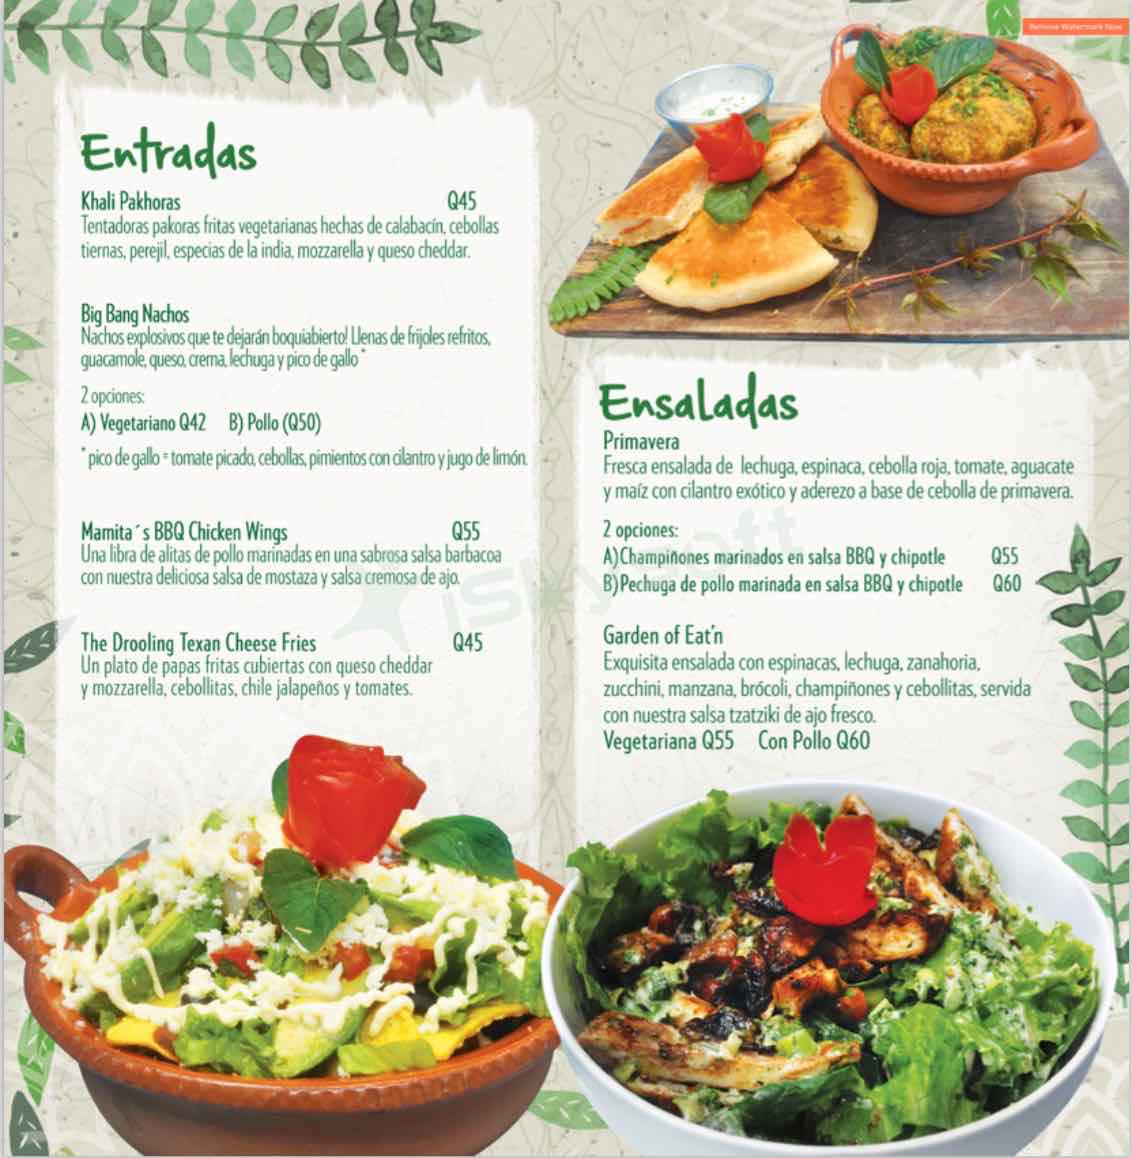 Remove Watermark Now
Entradas
Khali Pakhoras Q45
Tentadoras pakoras fritas vegetarianas hechas de calabacín, cebollas
tiernas, perejil, especias de la india, mozzarella y queso cheddar.
Big Bang Nachos
Nachos explosivos que te dejarán boquiabierto! Llenas de frijoles refritos,
guacamole, queso, crema, lechuga y pico de gallo *
2 opciones:
A) Vegetariano Q42 B) Pollo (Q50)
* pico de gallo = tomate picado, cebollas, pimientos con cilantro y jugo de limón.
Mamita´s BBQ Chicken Wings Q55
Una libra de alitas de pollo marinadas en una sabrosa salsa barbacoa
con nuestra deliciosa salsa de mostaza y salsa cremosa de ajo.
The Drooling Texan Cheese Fries Q45
Un plato de papas fritas cubiertas con queso cheddar
y mozzarella, cebollitas, chile jalapeños y tomates.
Ensaladas
Primavera
Fresca ensalada de lechuga, espinaca, cebolla roja, tomate, aguacate
y maíz con cilantro exótico y aderezo a base de cebolla de primavera.
2 opciones:
A)Champiñones marinados en salsa BBQ y chipotle Q55
B)Pechuga de pollo marinada en salsa BBQ y chipotle Q60
Garden of Eat'n
Exquisita ensalada con espinacas, lechuga, zanahoria,
zucchini, manzana, brócoli, champiñones y cebollitas, servida
con nuestra salsa tzatziki de ajo fresco.
Vegetariana Q55 Con Pollo Q60
iSkysoft